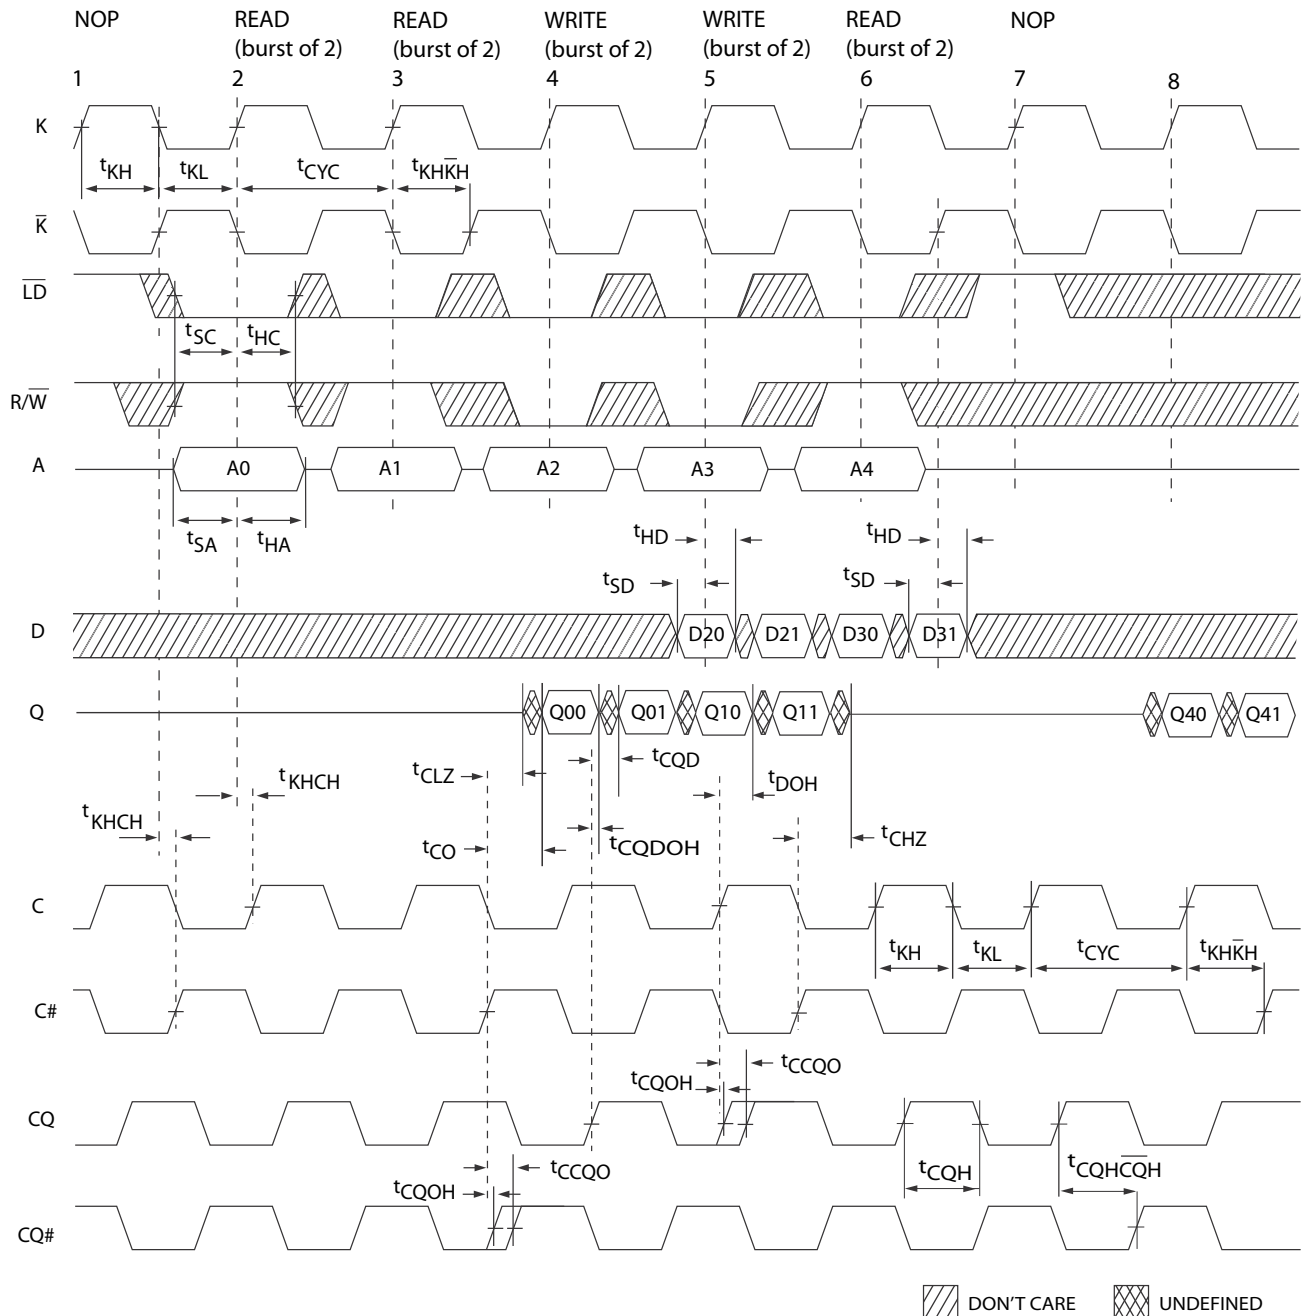 NOP READ READ WRITE WRITE READ NOP
(burst of 2) (burst of 2) (burst of 2) (burst of 2) (burst of 2)
1 2 3 4 5 6 7 8
K
tKH tKL tCYC tKHK̅H
K̅
L̅D̅
tSC tHC
R/W̅
A A0 A1 A2 A3 A4
tSA tHA
tHD tHD
tSD tSD
D D20 D21 D30 D31
Q Q00 Q01 Q10 Q11 Q40 Q41
tCLZ tCQD
tKHCH tDOH
tKHCH
tCO tCQDOH tCHZ
C
tKH tKL tCYC tKHK̅H
C#
tCCQO
tCQOH
CQ
tCCQO tCQH tCQHC̅Q̅H
tCQOH
CQ#
DON'T CARE UNDEFINED